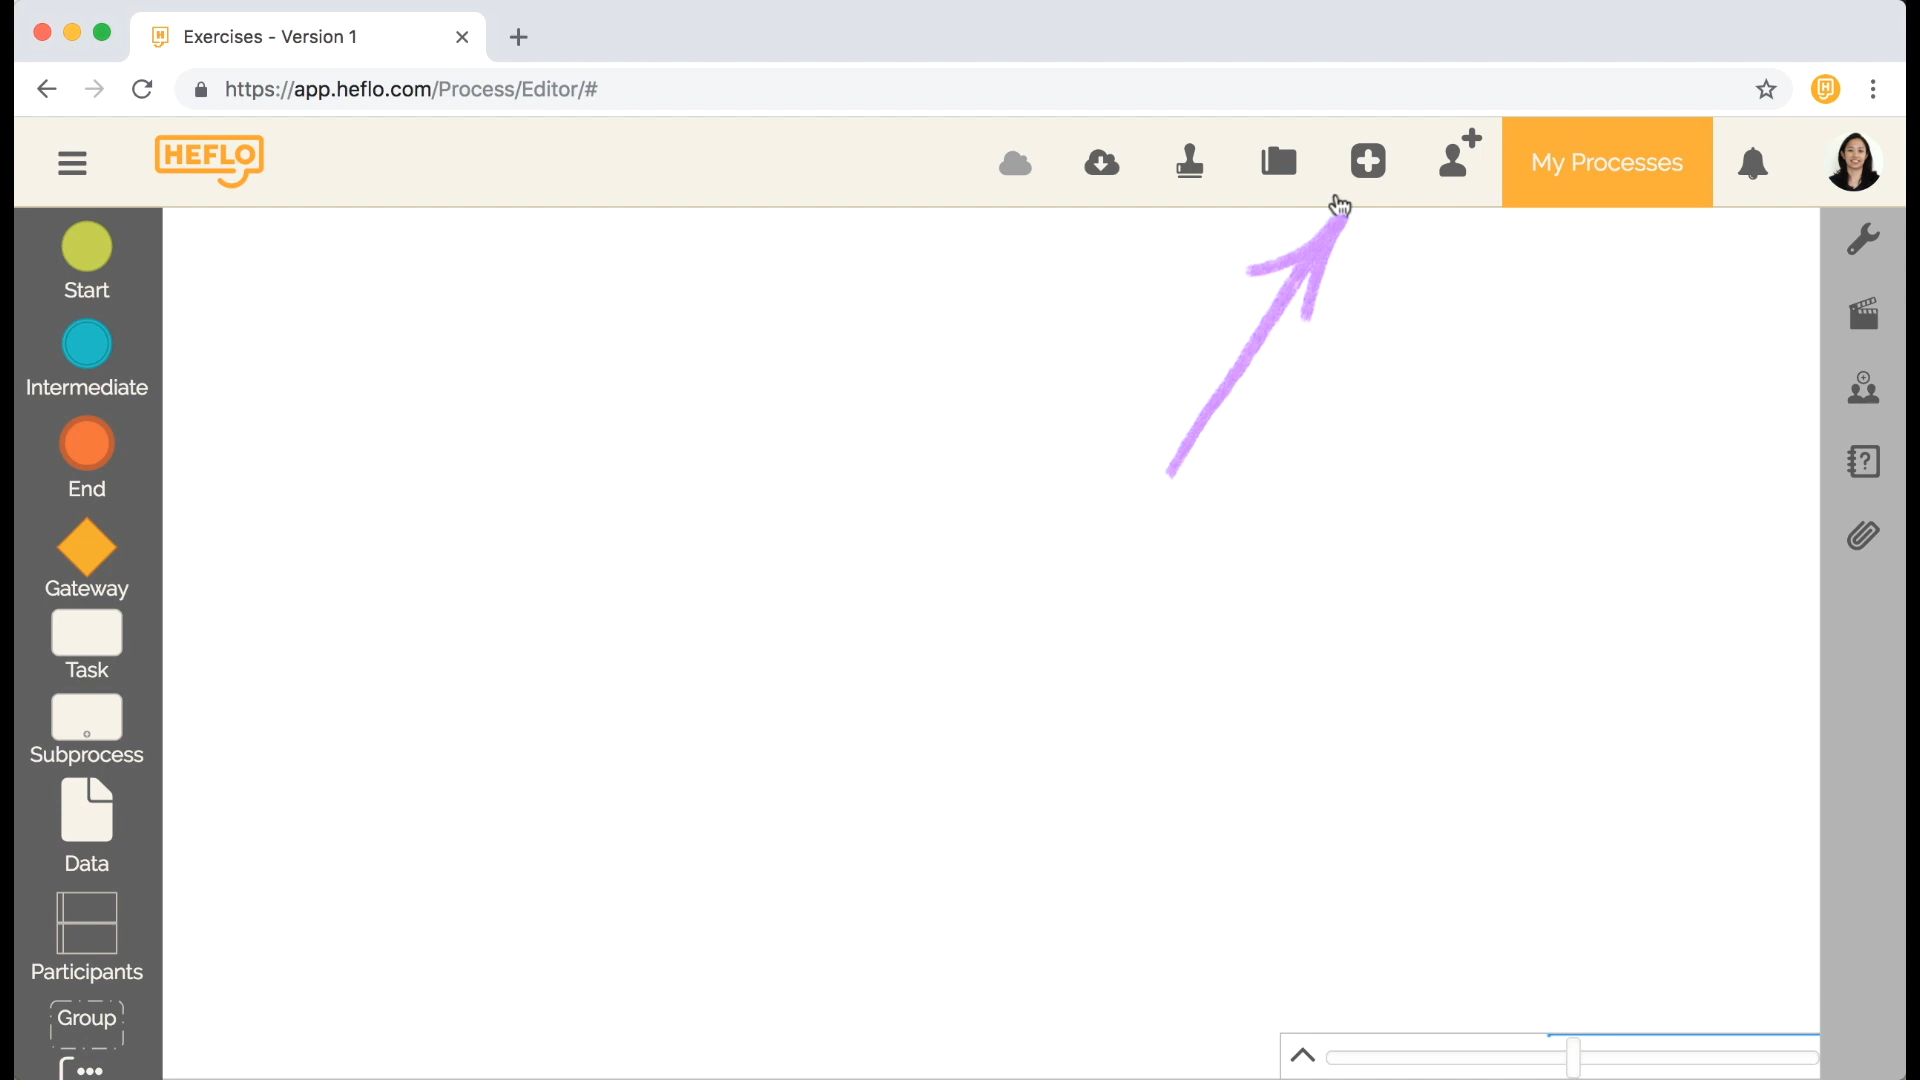 Exercises - Version 1
https://app.heflo.com/Process/Editor/#
HEFLO
My Processes
Start
Intermediate
End
Gateway
Task
Subprocess
Data
Participants
Group